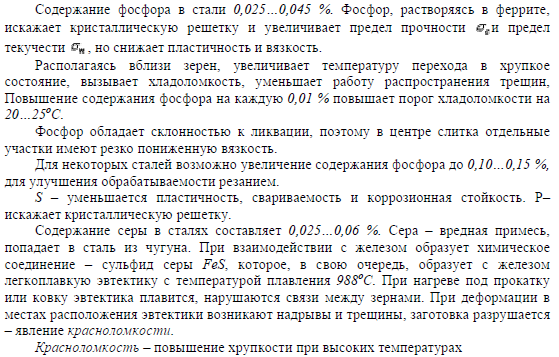 Содержание фосфора в стали 0,025…0,045 %. Фосфор, растворяясь в феррите,
искажает кристаллическую решетку и увеличивает предел прочности σв и предел
текучести σт , но снижает пластичность и вязкость.
Располагаясь вблизи зерен, увеличивает температуру перехода в хрупкое
состояние, вызывает хладоломкость, уменьшает работу распространения трещин,
Повышение содержания фосфора на каждую 0,01 % повышает порог хладоломкости на
20…25°С.
Фосфор обладает склонностью к ликвации, поэтому в центре слитка отдельные
участки имеют резко пониженную вязкость.
Для некоторых сталей возможно увеличение содержания фосфора до 0,10…0,15 %,
для улучшения обрабатываемости резанием.
S – уменьшается пластичность, свариваемость и коррозионная стойкость. Р–
искажает кристаллическую решетку.
Содержание серы в сталях составляет 0,025…0,06 %. Сера – вредная примесь,
попадает в сталь из чугуна. При взаимодействии с железом образует химическое
соединение – сульфид серы FeS, которое, в свою очередь, образует с железом
легкоплавкую эвтектику с температурой плавления 988°С. При нагреве под прокатку
или ковку эвтектика плавится, нарушаются связи между зернами. При деформации в
местах расположения эвтектики возникают надрывы и трещины, заготовка разрушается
– явление красноломкости.
Красноломкость – повышение хрупкости при высоких температурах